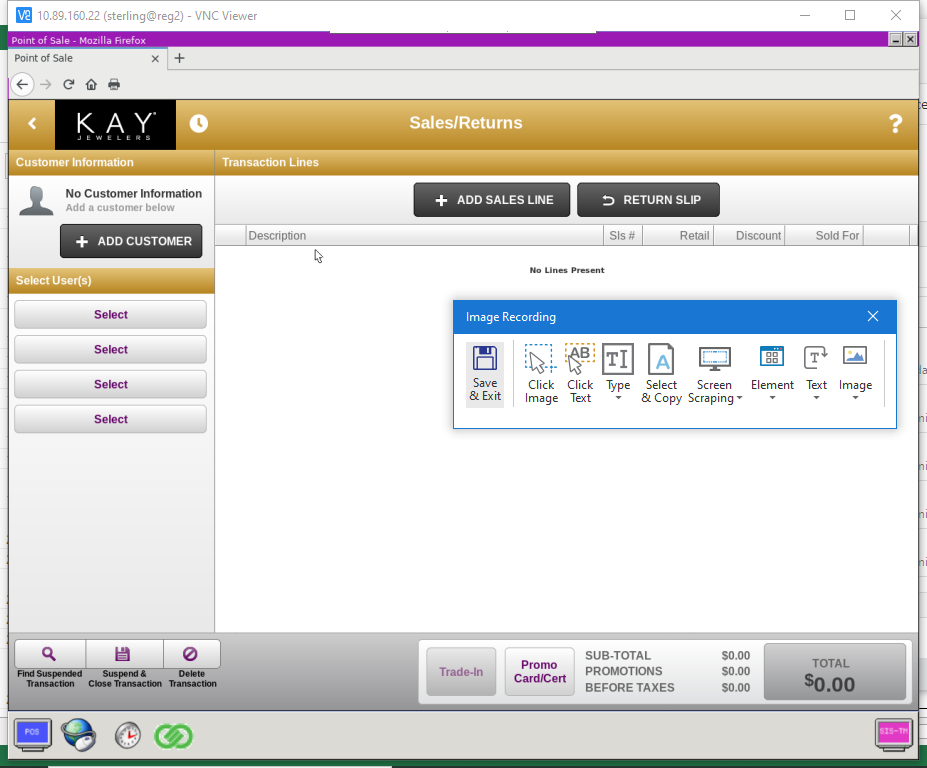 10.89.160.22 (sterling@reg2) - VNC Viewer
Point of Sale - Mozilla Firefox
Point of Sale
KAY
JEWELERS
Sales/Returns
?
Customer Information
Transaction Lines
No Customer Information
Add a customer below
ADD CUSTOMER
ADD SALES LINE
RETURN SLIP
Description Sls # Retail Discount Sold For
No Lines Present
Select User(s)
Select
Select
Select
Select
Image Recording
Save & Exit
Click Image
Click Text
Type
Select & Copy
Screen Scraping
Element
Text
Image
Find Suspended Transaction
Suspend & Close Transaction
Delete Transaction
Trade-In
Promo Card/Cert
SUB-TOTAL $0.00
PROMOTIONS $0.00
BEFORE TAXES $0.00
TOTAL
$0.00
POS
SIS-TM